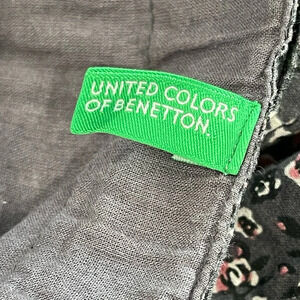 UNITED COLORS
OF BENETTON.